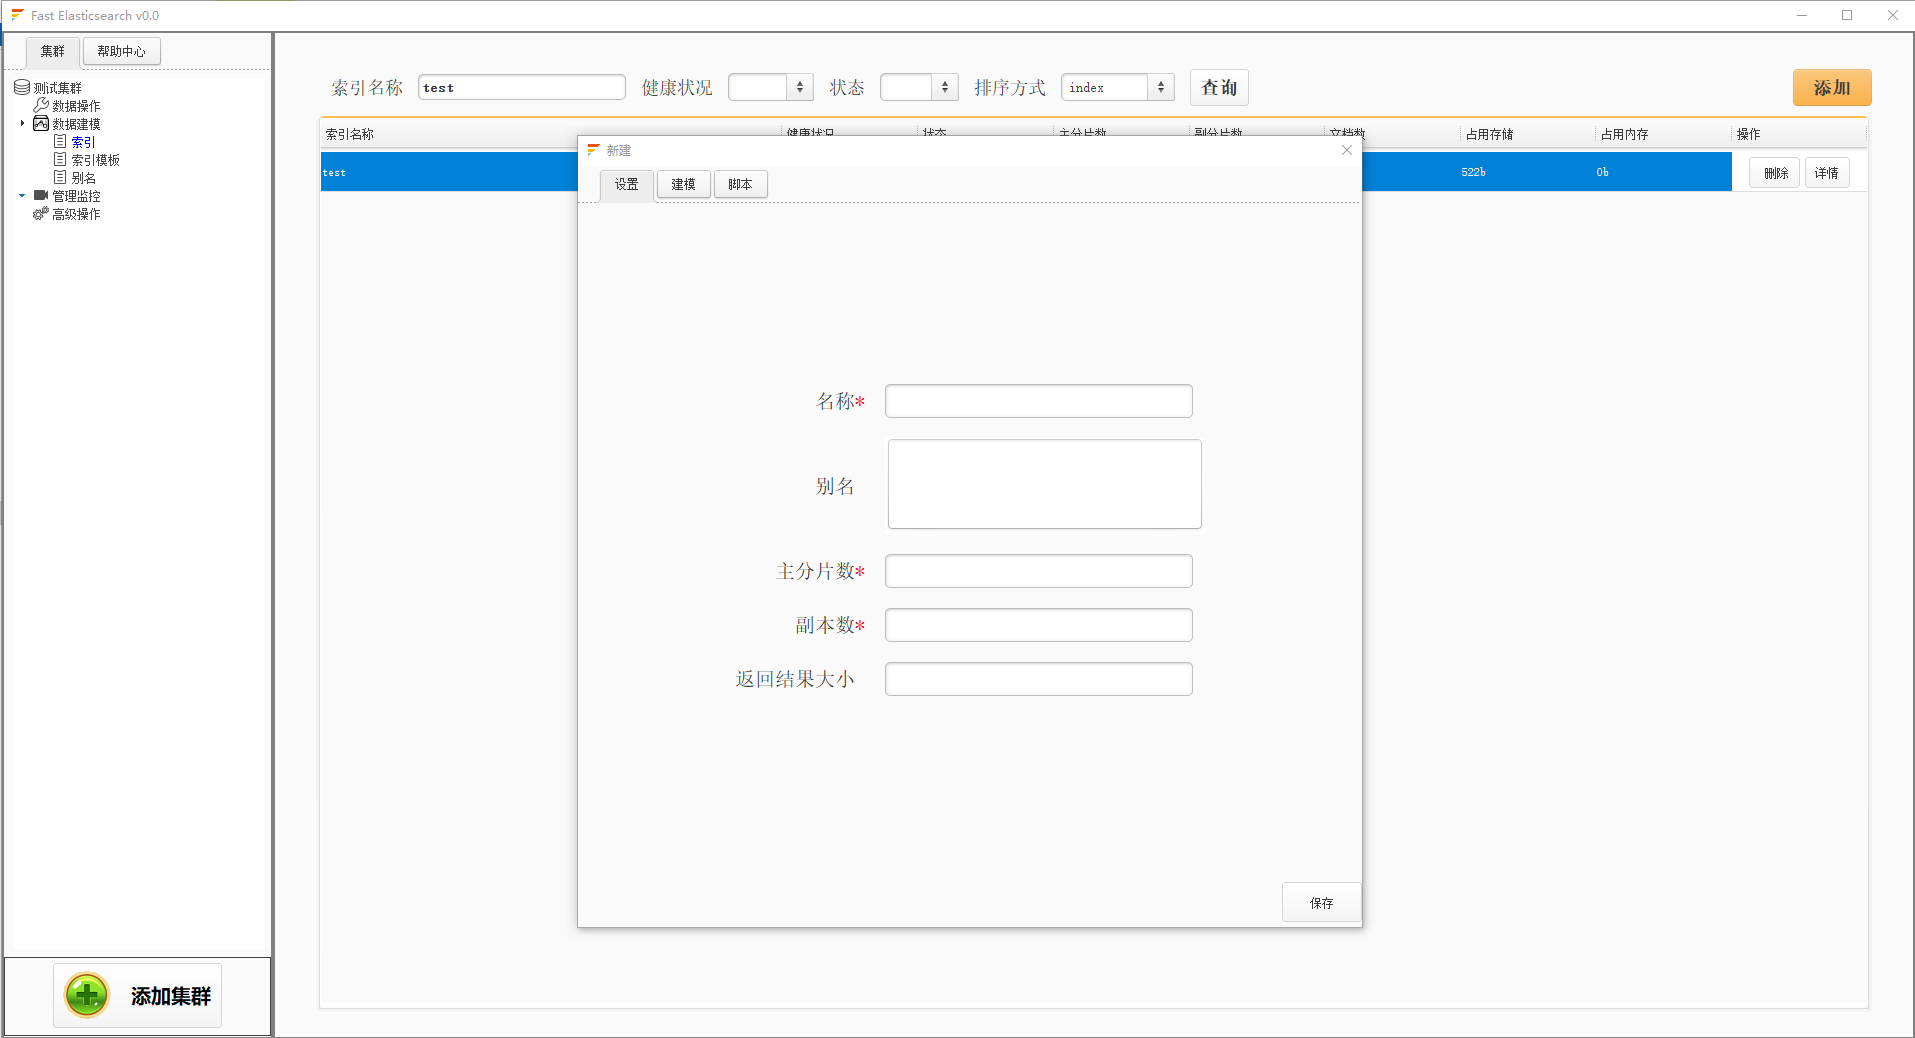 Fast Elasticsearch v0.0
集群 帮助中心
测试集群
数据操作
数据建模
索引
索引模板
别名
管理监控
高级操作
添加集群
索引名称 test 健康状况 状态 排序方式 index 查询 添加
索引名称 健康状况 状态 主分片数 副分片数 文档数 占用存储 占用内存 操作
test 522b 0b 删除 详情
新建
设置 建模 脚本
名称*
别名
主分片数*
副本数*
返回结果大小
保存